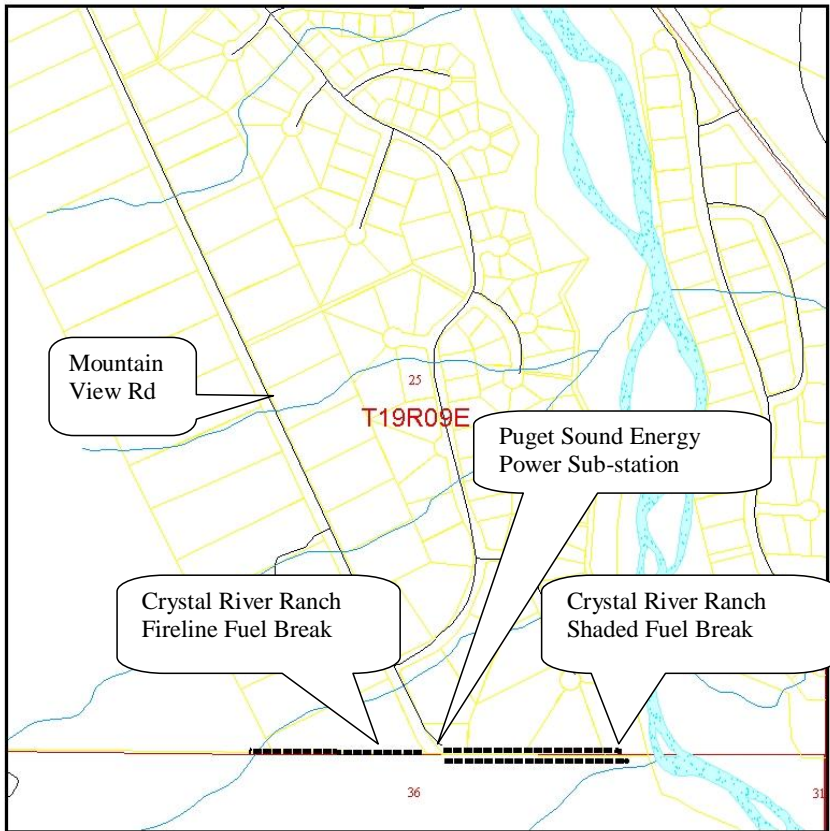 Mountain
View Rd
25
T19R09E
Puget Sound Energy
Power Sub-station
Crystal River Ranch
Fireline Fuel Break
Crystal River Ranch
Shaded Fuel Break
36
31